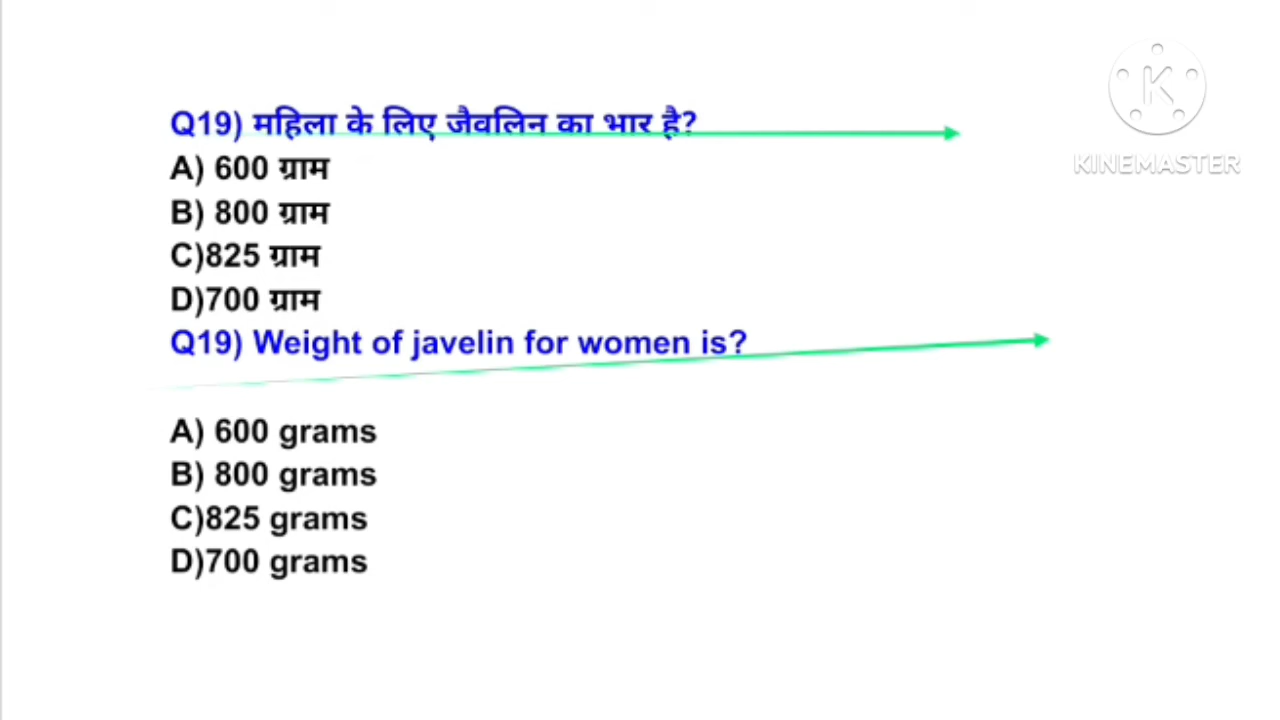 Q19) महिला के लिए जैवलिन का भार है?
A) 600 ग्राम
B) 800 ग्राम
C)825 ग्राम
D)700 ग्राम
Q19) Weight of javelin for women is?
A) 600 grams
B) 800 grams
C)825 grams
D)700 grams
K
KINEMASTER